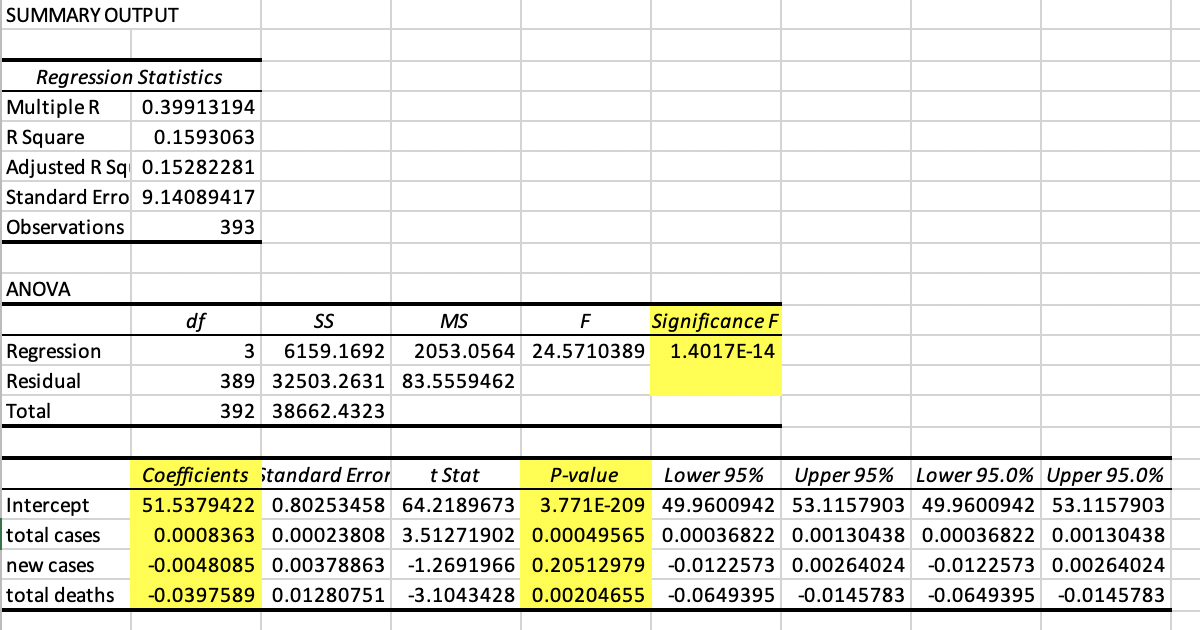 SUMMARY OUTPUT
Regression Statistics
Multiple R 0.39913194
R Square 0.1593063
Adjusted R Squ 0.15282281
Standard Erro 9.14089417
Observations 393
ANOVA
df SS MS F Significance F
Regression 3 6159.1692 2053.0564 24.5710389 1.4017E-14
Residual 389 32503.2631 83.5559462
Total 392 38662.4323
Coefficients Standard Error t Stat P-value Lower 95% Upper 95% Lower 95.0% Upper 95.0%
Intercept 51.5379422 0.80253458 64.2189673 3.771E-209 49.9600942 53.1157903 49.9600942 53.1157903
total cases 0.0008363 0.00023808 3.51271902 0.00049565 0.00036822 0.00130438 0.00036822 0.00130438
new cases -0.0048085 0.00378863 -1.2691966 0.20512979 -0.0122573 0.00264024 -0.0122573 0.00264024
total deaths -0.0397589 0.01280751 -3.1043428 0.00204655 -0.0649395 -0.0145783 -0.0649395 -0.0145783